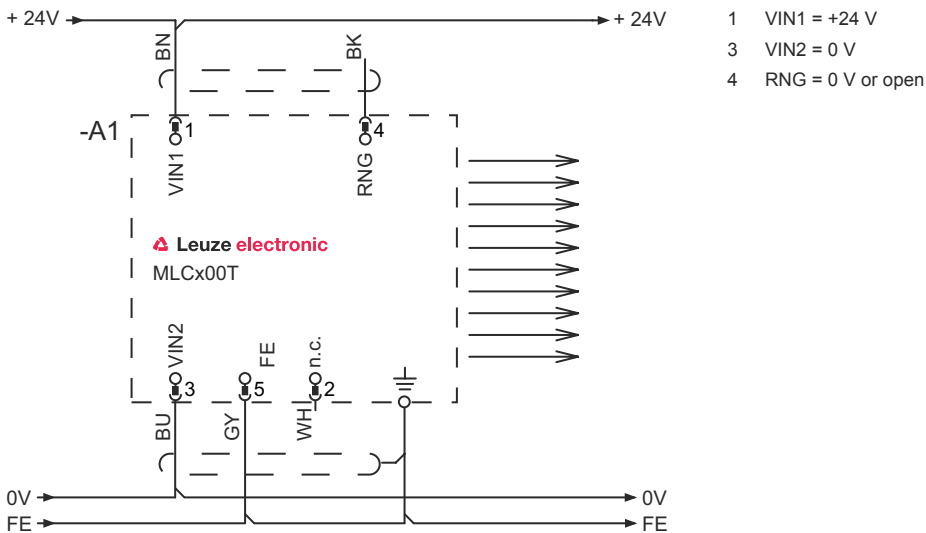 + 24V
+ 24V
1 VIN1 = +24 V
3 VIN2 = 0 V
4 RNG = 0 V or open
BN
BK
-A1
1
4
VIN1
RNG
Leuze electronic
MLCx00T
VIN2
FE
n.c.
3
5
2
BU
GY
WH
0V
0V
FE
FE